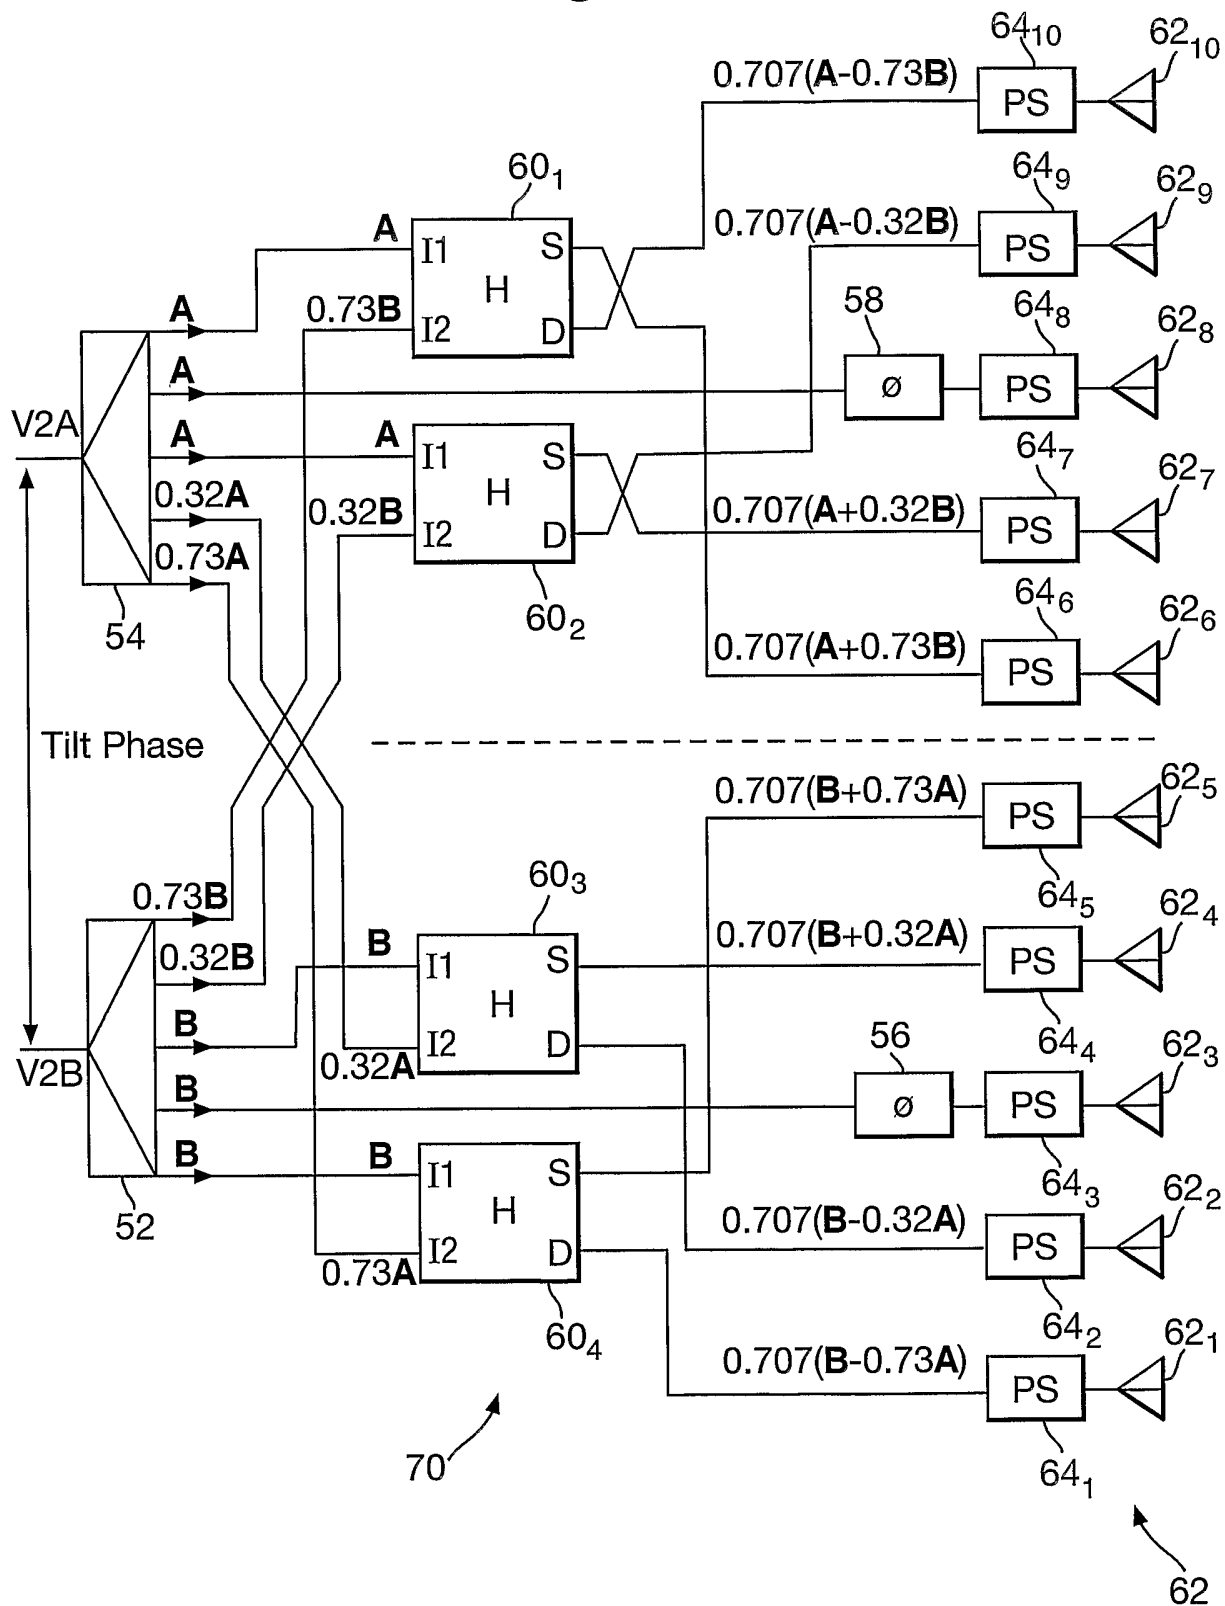 64₁₀
62₁₀
0.707(A-0.73B)
PS
60₁
64₉
62₉
A
I1
S
0.707(A-0.32B)
PS
H
0.73B
I2
D
58
64₈
62₈
A
A
ø
PS
V2A
A
A
I1
S
64₇
62₇
0.32A
H
0.32B
I2
D
0.707(A+0.32B)
PS
0.73A
54
60₂
64₆
62₆
0.707(A+0.73B)
PS
Tilt Phase
62₅
0.707(B+0.73A)
PS
60₃
64₅
0.73B
62₄
0.32B
B
I1
S
0.707(B+0.32A)
PS
H
B
I2
D
56
64₄
62₃
V2B
0.32A
B
ø
PS
B
B
I1
S
64₃
62₂
52
H
0.707(B-0.32A)
PS
I2
D
0.73A
60₄
64₂
62₁
0.707(B-0.73A)
PS
70
64₁
62